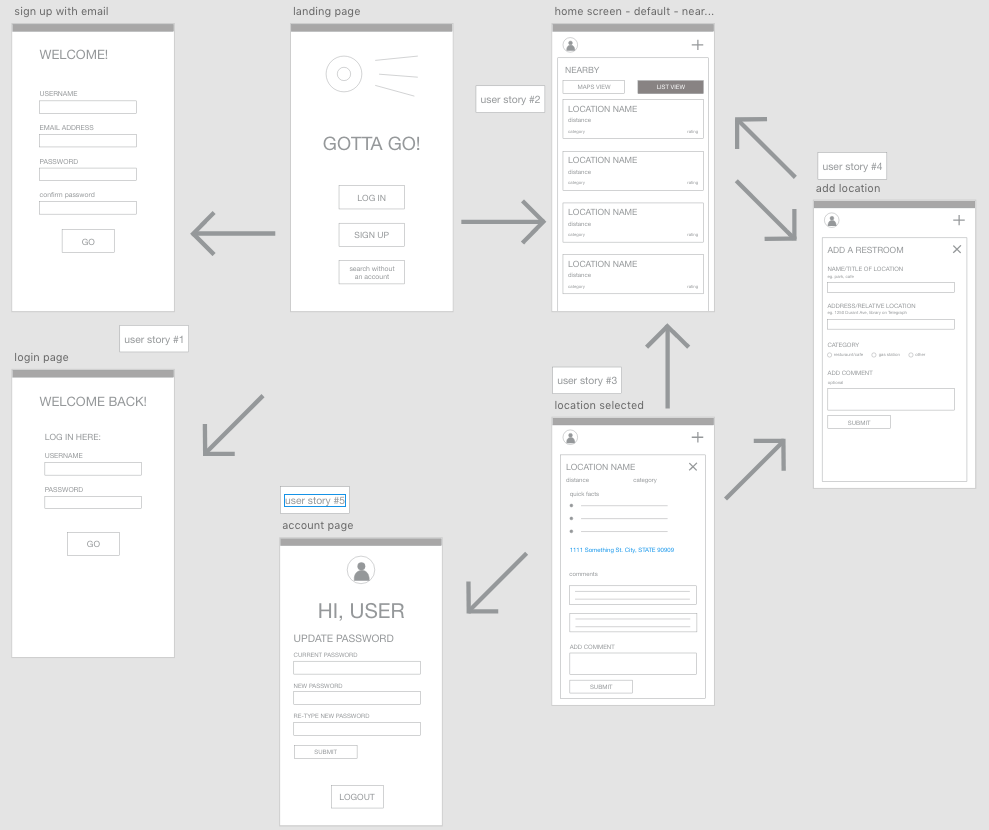 sign up with email
WELCOME!
USERNAME
EMAIL ADDRESS
PASSWORD
confirm password
GO
landing page
GOTTA GO!
LOG IN
SIGN UP
search without
an account
user story #2
home screen - default - near...
NEARBY
MAPS VIEW
LIST VIEW
LOCATION NAME
distance
category rating
LOCATION NAME
distance
category rating
LOCATION NAME
distance
category rating
LOCATION NAME
distance
category rating
user story #4
add location
ADD A RESTROOM
NAME/TITLE OF LOCATION
eg. park, cafe
ADDRESS/RELATIVE LOCATION
Ave, library on Telegraph
CATEGORY
gas station
other
ADD COMMENT
optional
SUBMIT
user story #1
login page
WELCOME BACK!
LOG IN HERE:
USERNAME
PASSWORD
GO
user story #3
location selected
LOCATION NAME
distance category
quick facts
1111 Something St. City, STATE 90909
comments
ADD COMMENT
SUBMIT
user story #5
account page
HI, USER
UPDATE PASSWORD
CURRENT PASSWORD
NEW PASSWORD
RE-TYPE NEW PASSWORD
SUBMIT
LOGOUT